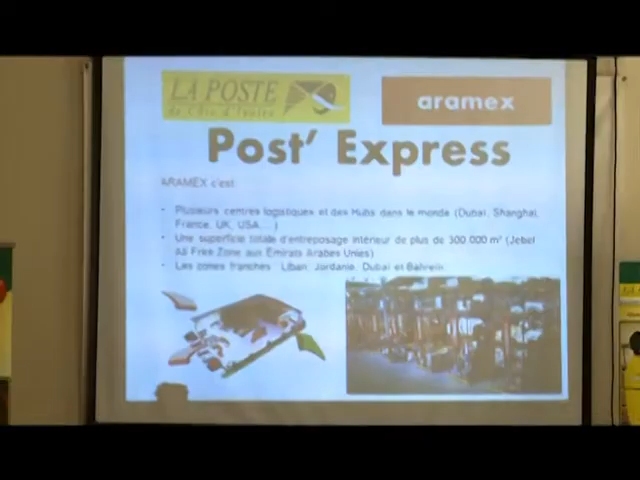 LA POSTE
de Côte d'Ivoire
aramex
Post' Express
ARAMEX c'est
- Plusieurs centres logistiques et des Hubs dans le monde (Dubai, Shanghai,
France, UK, USA....)
- Une superficie totale d'entreposage intérieur de plus de 300 000 m² (Jebel
Ali Free Zone aux Emirats Arabes Unies)
- Les zones franches Liban, Jordanie, Dubai et Bahrein